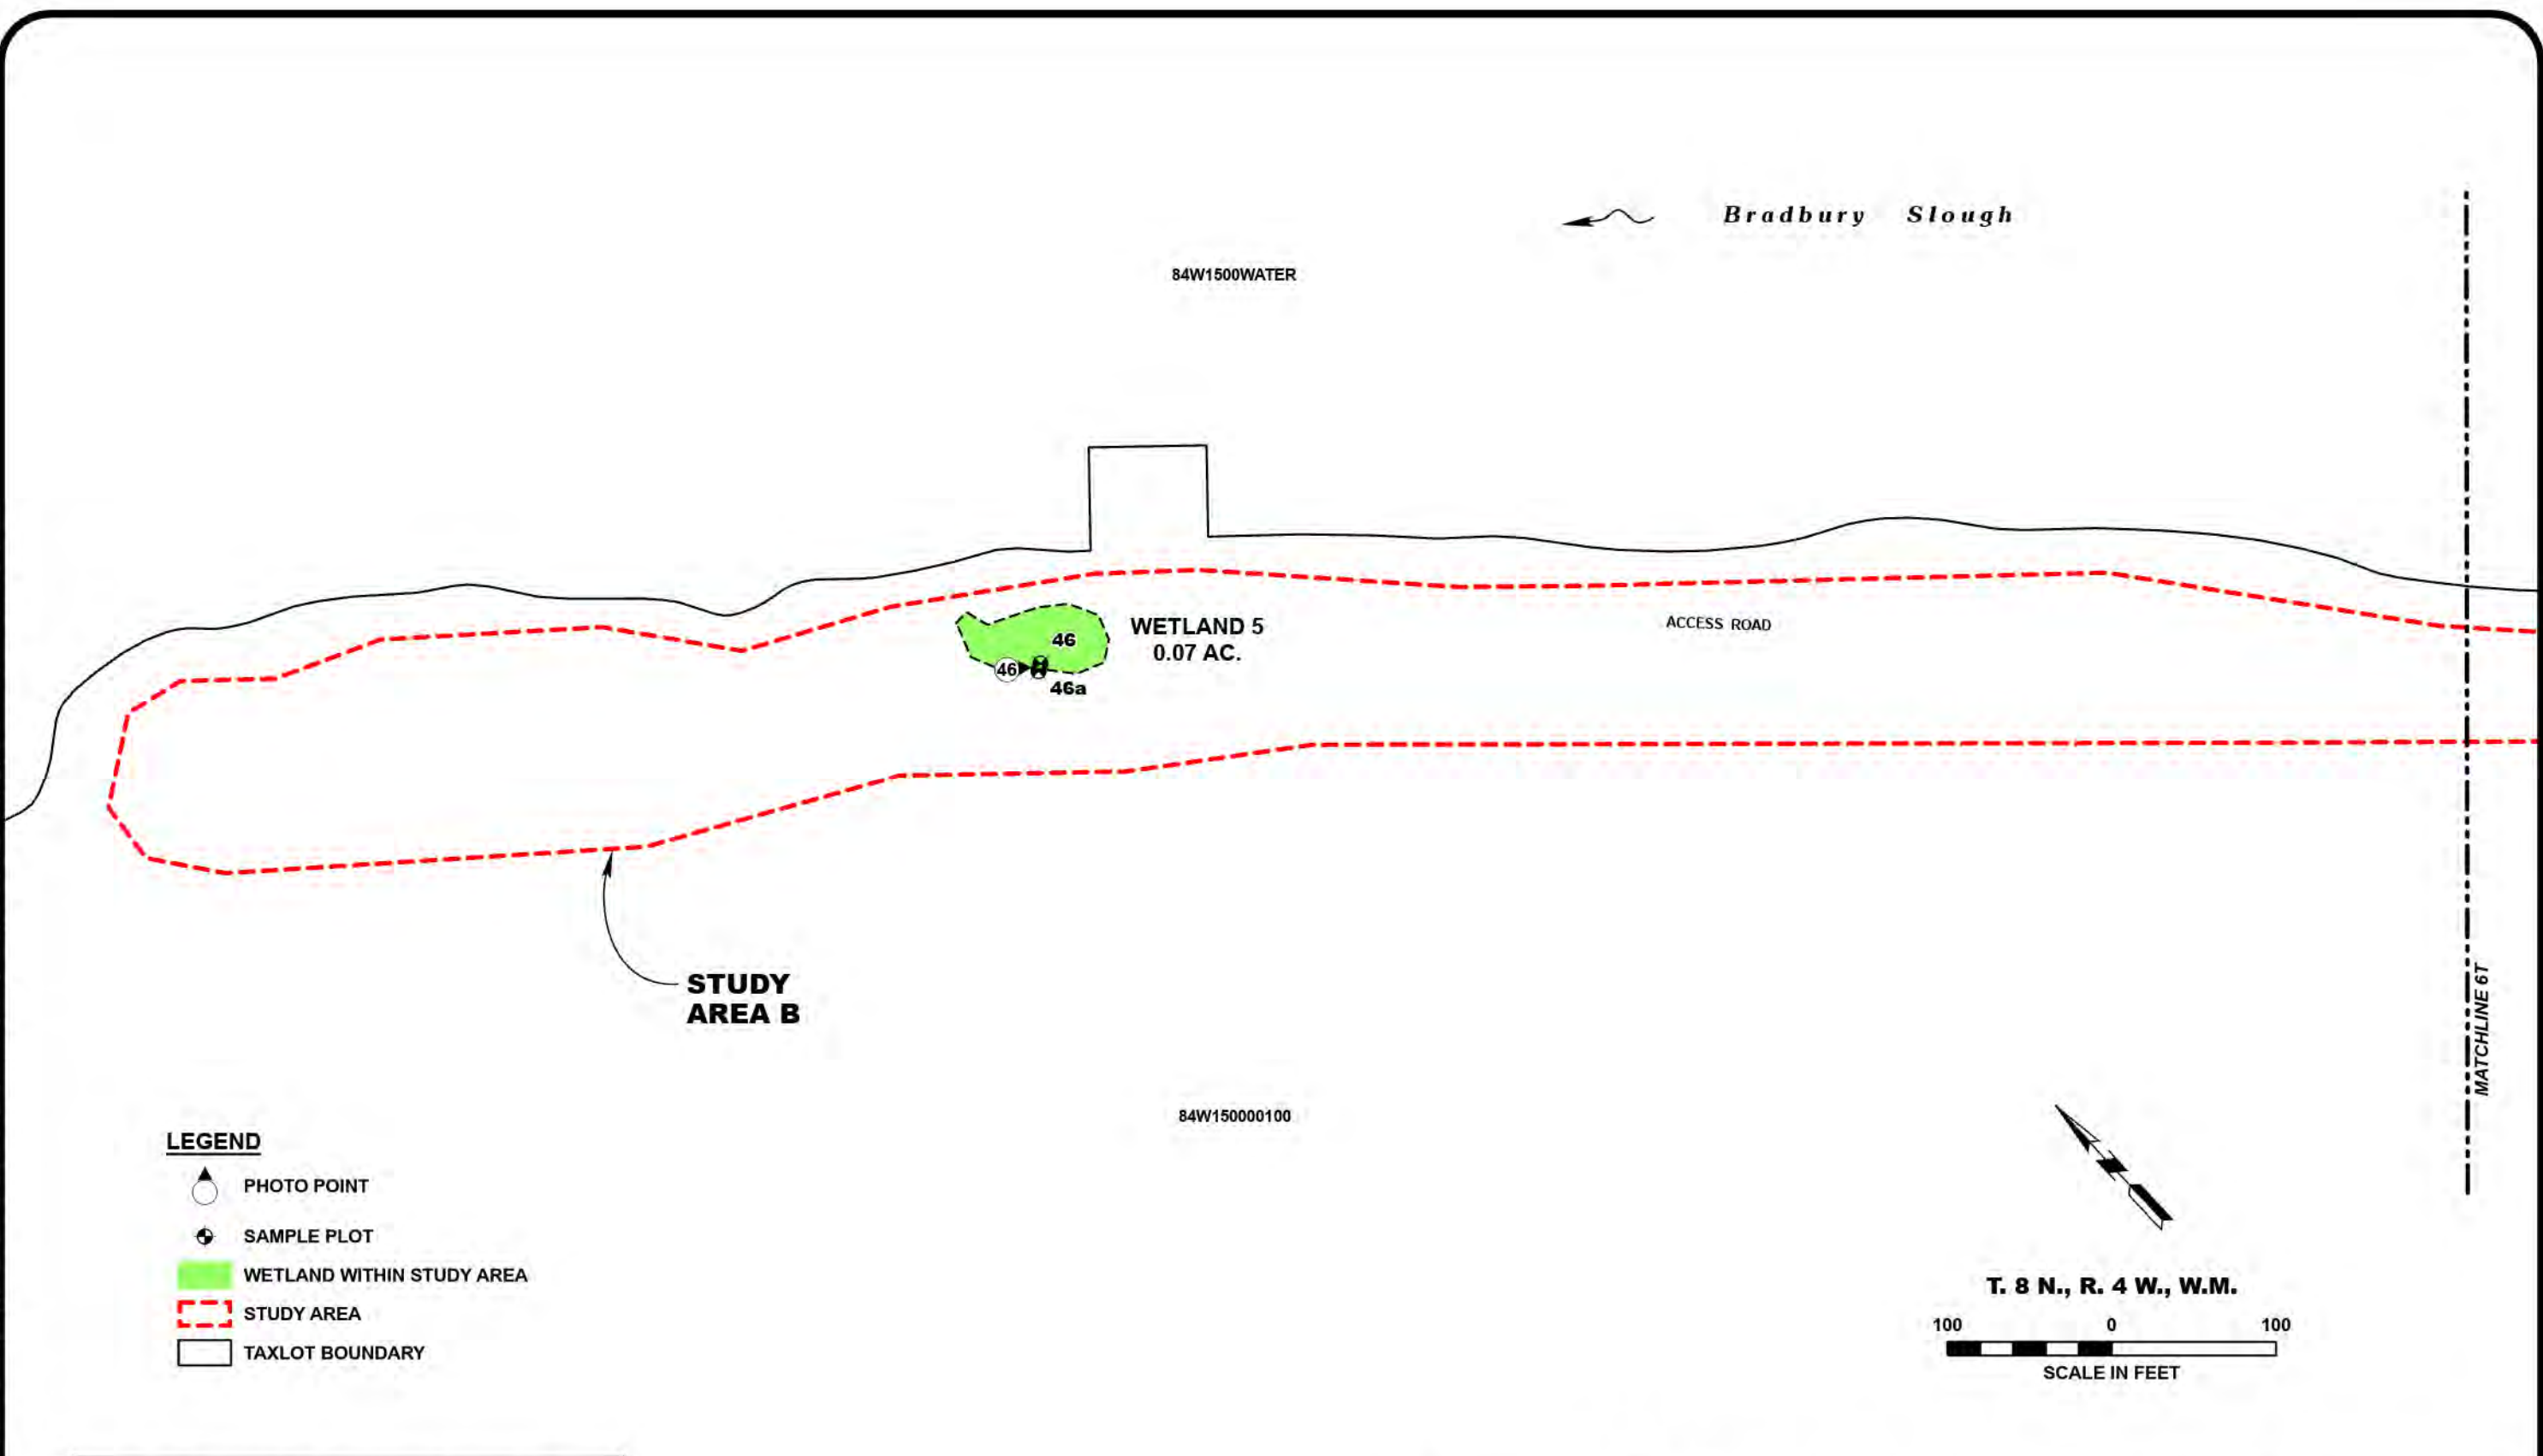 Bradbury Slough
84W1500WATER
WETLAND 5
0.07 AC.
46
46
46a
ACCESS ROAD
STUDY
AREA B
MATCHLINE 6T
84W150000100
LEGEND
PHOTO POINT
SAMPLE PLOT
WETLAND WITHIN STUDY AREA
STUDY AREA
TAXLOT BOUNDARY
T. 8 N., R. 4 W., W.M.
100 0 100
SCALE IN FEET